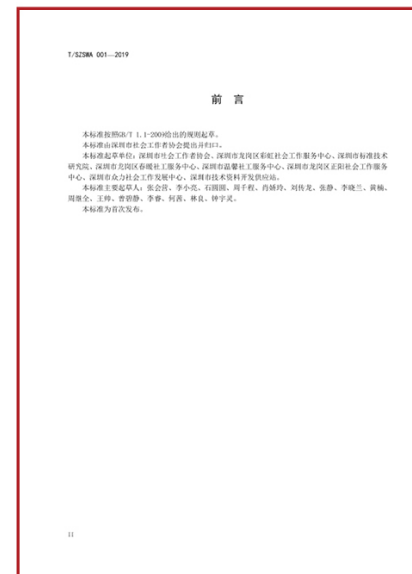 T/SZSWA 001—2019
前 言
本标准按照GB/T 1.1-2009给出的规则起草。
本标准由深圳市社会工作者协会提出并归口。
本标准起草单位：深圳市社会工作者协会、深圳市龙岗区彩虹社会工作服务中心、深圳市标准技术
研究院、深圳市龙岗区春暖社工服务中心、深圳市温馨社工服务中心、深圳市龙岗区正阳社会工作服务
中心、深圳市众力社会工作发展中心、深圳市技术资料开发供应站。
本标准主要起草人：张会营、李小亮、石圆圆、周千程、肖娇玲、刘传龙、张静、李晓兰、黄楠、
周继全、王帅、曾碧静、李睿、何茜、林良、钟宇灵。
本标准为首次发布。
II